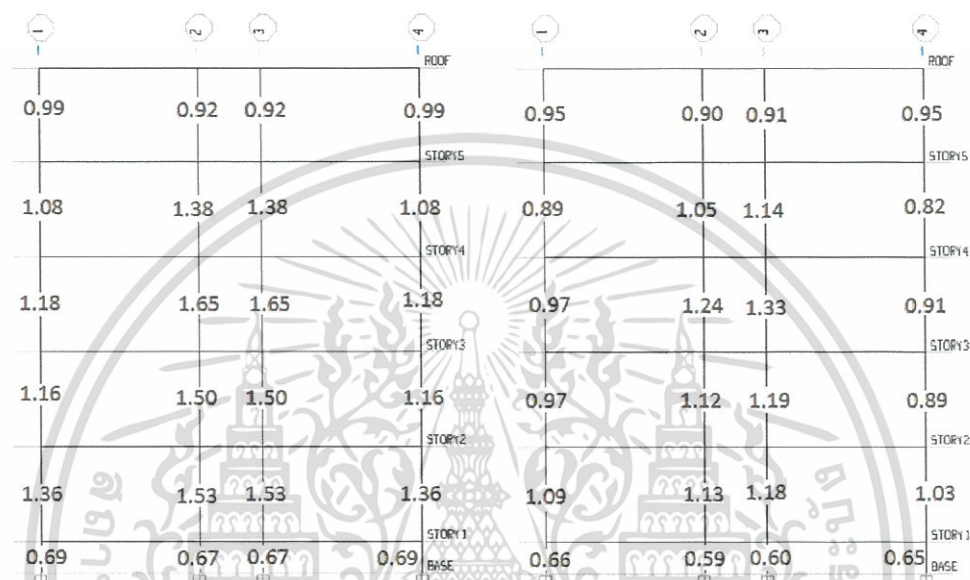 1 2 3 4 1 2 3 4
ROOF ROOF
0.99 0.92 0.92 0.99 0.95 0.90 0.91 0.95
STORY5 STORY5
1.08 1.38 1.38 1.08 0.89 1.05 1.14 0.82
STORY4 STORY4
1.18 1.65 1.65 1.18 0.97 1.24 1.33 0.91
STORY3 STORY3
1.16 1.50 1.50 1.16 0.97 1.12 1.19 0.89
STORY2 STORY2
1.36 1.53 1.53 1.36 1.09 1.13 1.18 1.03
STORY1 STORY1
0.69 0.67 0.67 0.69 BASE 0.66 0.59 0.60 0.65 BASE